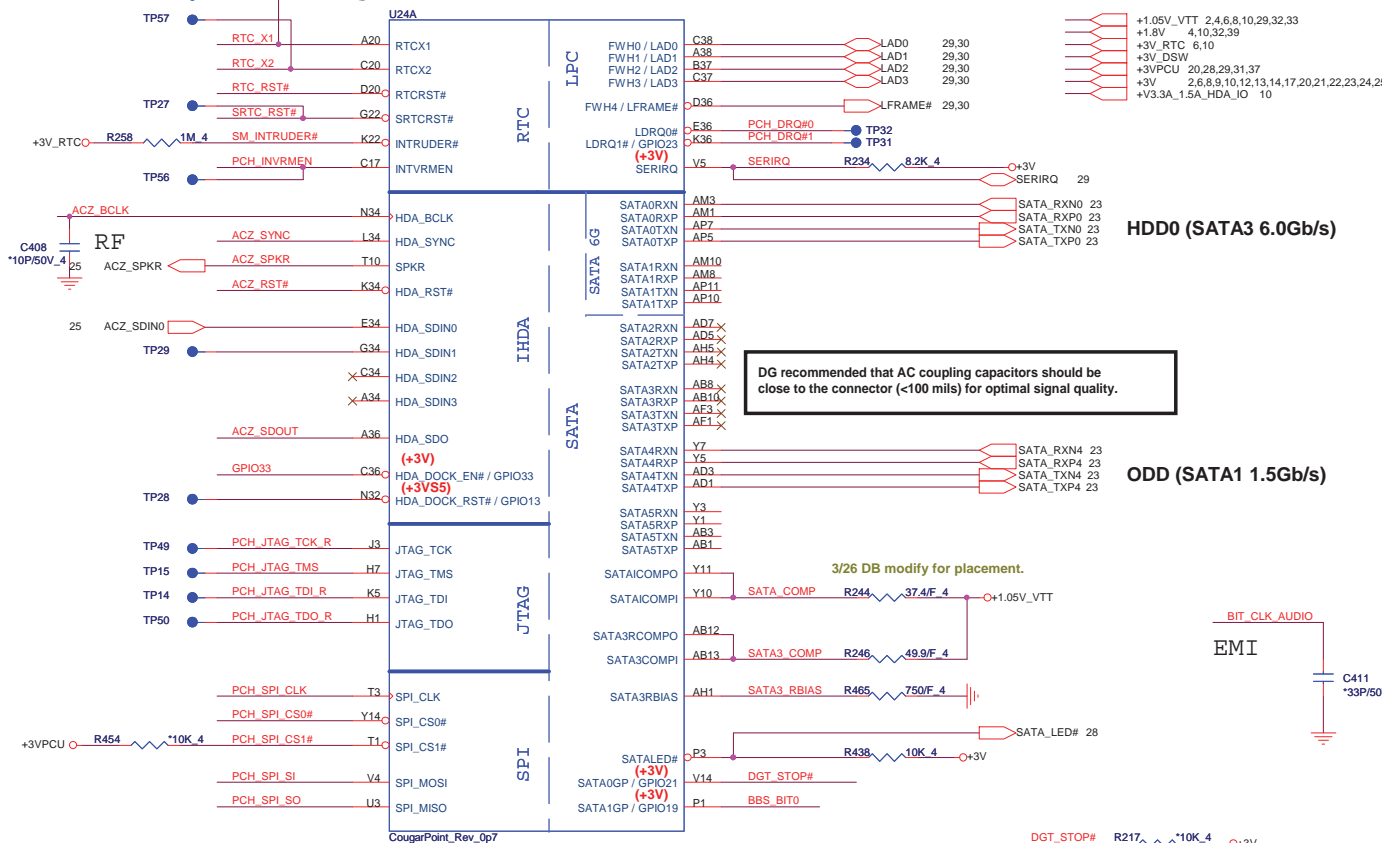 U24A
TP57
RTC_X1 A20 RTCX1
RTC_X2 C20 RTCX2
RTC_RST# D20 RTCRST#
TP27
SRTC_RST# G22 SRTCRST#
+3V_RTC R258 1M_4 SM_INTRUDER# K22 INTRUDER#
PCH_INVRMEN C17 INTVRMEN
TP56
RTC
LPC
FWH0 / LAD0 C38 LAD0 29,30
FWH1 / LAD1 A38 LAD1 29,30
FWH2 / LAD2 B37 LAD2 29,30
FWH3 / LAD3 C37 LAD3 29,30
FWH4 / LFRAME# D36 LFRAME# 29,30
LDRQ0# E36 PCH_DRQ#0 TP32
LDRQ1# / GPIO23 K36 PCH_DRQ#1 TP31
(+3V)
SERIRQ V5 SERIRQ R234 8.2K_4 +3V
SERIRQ 29
+1.05V_VTT 2,4,6,8,10,29,32,33
+1.8V 4,10,32,39
+3V_RTC 6,10
+3V_DSW
+3VPCU 20,28,29,31,37
+3V 2,6,8,9,10,12,13,14,17,20,21,22,23,24,25
+V3.3A_1.5A_HDA_IO 10
ACZ_BCLK N34 HDA_BCLK
C408
*10P/50V_4
RF
ACZ_SYNC L34 HDA_SYNC
25 ACZ_SPKR ACZ_SPKR T10 SPKR
ACZ_RST# K34 HDA_RST#
25 ACZ_SDIN0 E34 HDA_SDIN0
TP29 G34 HDA_SDIN1
C34 HDA_SDIN2
A34 HDA_SDIN3
ACZ_SDOUT A36 HDA_SDO
(+3V)
GPIO33 C36 HDA_DOCK_EN# / GPIO33
(+3VS5)
TP28 N32 HDA_DOCK_RST# / GPIO13
IHDA
SATA 6G
SATA
SATA0RXN AM3 SATA_RXN0 23
SATA0RXP AM1 SATA_RXP0 23
SATA0TXN AP7 SATA_TXN0 23
SATA0TXP AP5 SATA_TXP0 23
HDD0 (SATA3 6.0Gb/s)
SATA1RXN AM10
SATA1RXP AM8
SATA1TXN AP11
SATA1TXP AP10
SATA2RXN AD7
SATA2RXP AD5
SATA2TXN AH5
SATA2TXP AH4
SATA3RXN AB8
SATA3RXP AB10
SATA3TXN AF3
SATA3TXP AF1
DG recommended that AC coupling capacitors should be
close to the connector (<100 mils) for optimal signal quality.
SATA4RXN Y7 SATA_RXN4 23
SATA4RXP Y5 SATA_RXP4 23
SATA4TXN AD3 SATA_TXN4 23
SATA4TXP AD1 SATA_TXP4 23
ODD (SATA1 1.5Gb/s)
SATA5RXN Y3
SATA5RXP Y1
SATA5TXN AB3
SATA5TXP AB1
TP49 PCH_JTAG_TCK_R J3 JTAG_TCK
TP15 PCH_JTAG_TMS H7 JTAG_TMS
TP14 PCH_JTAG_TDI_R K5 JTAG_TDI
TP50 PCH_JTAG_TDO_R H1 JTAG_TDO
JTAG
3/26 DB modify for placement.
SATAICOMPO Y11
SATAICOMPI Y10 SATA_COMP R244 37.4/F_4 +1.05V_VTT
SATA3RCOMPO AB12
SATA3COMPI AB13 SATA3_COMP R246 49.9/F_4
SATA3RBIAS AH1 SATA3_RBIAS R465 750/F_4
BIT_CLK_AUDIO
EMI
C411
*33P/50
PCH_SPI_CLK T3 SPI_CLK
PCH_SPI_CS0# Y14 SPI_CS0#
+3VPCU R454 *10K_4 PCH_SPI_CS1# T1 SPI_CS1#
PCH_SPI_SI V4 SPI_MOSI
PCH_SPI_SO U3 SPI_MISO
SPI
SATA_LED# 28
SATALED# P3 R438 10K_4 +3V
(+3V)
SATA0GP / GPIO21 V14 DGT_STOP#
(+3V)
SATA1GP / GPIO19 P1 BBS_BIT0
CougarPoint_Rev_0p7
DGT_STOP# R217 *10K_4 +3V